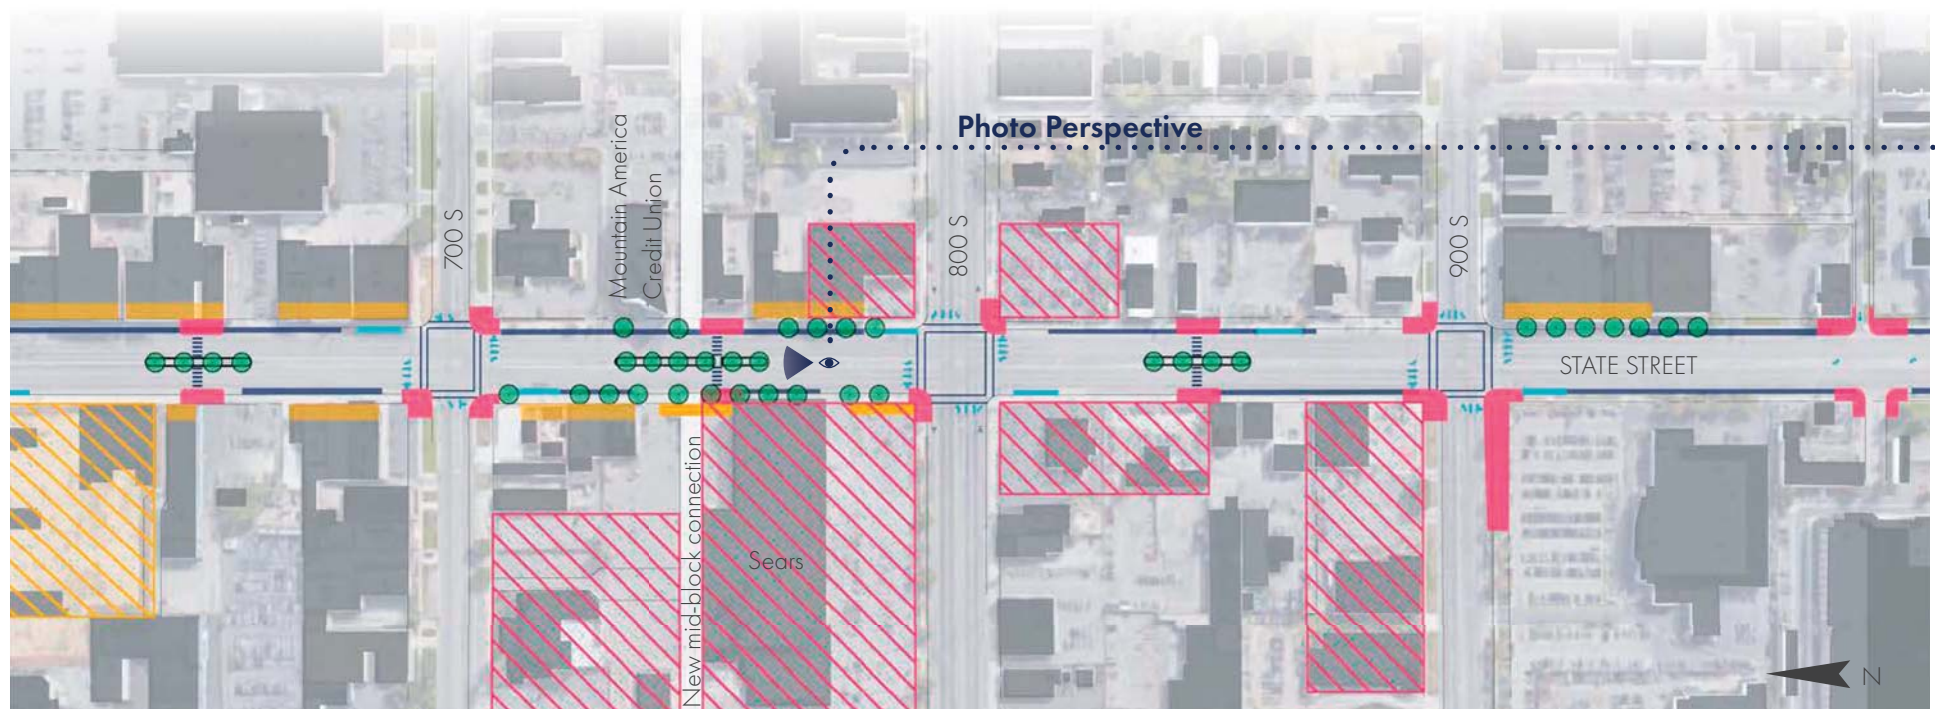 Photo Perspective
Mountain America
Credit Union
700 S
800 S
900 S
STATE STREET
New mid-block connection
Sears
N